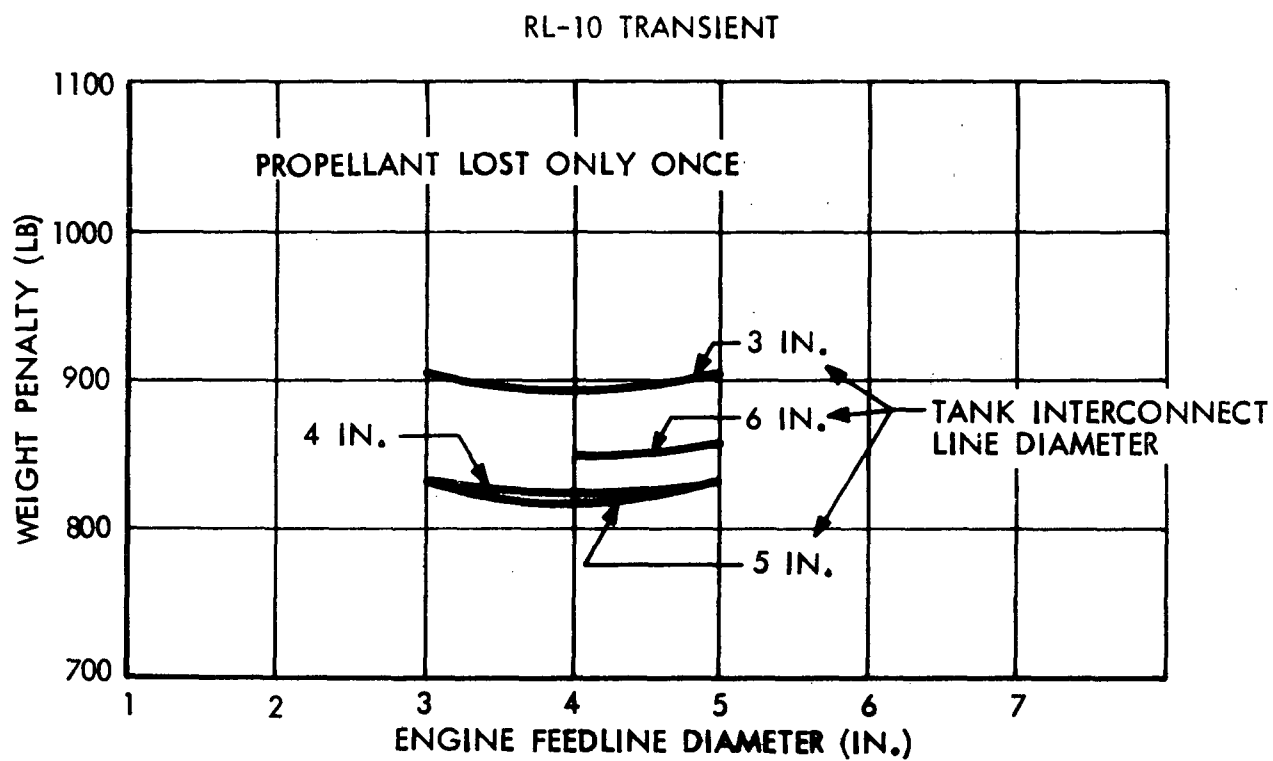 RL-10 TRANSIENT
1100
PROPELLANT LOST ONLY ONCE
1000
WEIGHT PENALTY (LB)
3 IN.
900
6 IN.
TANK INTERCONNECT
LINE DIAMETER
4 IN.
800
5 IN.
700
1 2 3 4 5 6 7
ENGINE FEEDLINE DIAMETER (IN.)